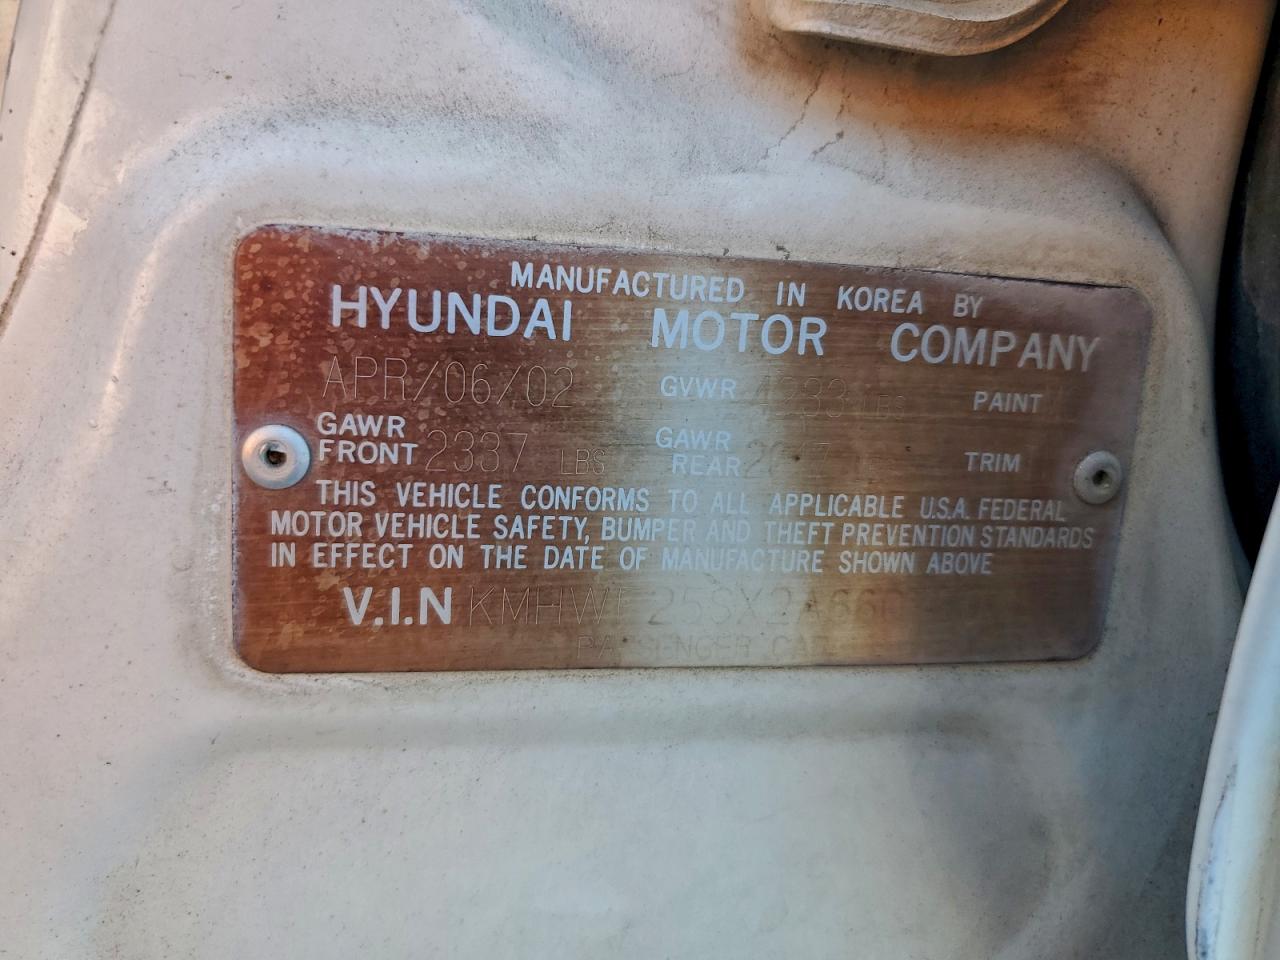 MANUFACTURED IN KOREA BY
HYUNDAI MOTOR COMPANY
APR/06/02 GVWR 4233 LBS PAINT
GAWR FRONT 2337 LBS GAWR REAR TRIM
THIS VEHICLE CONFORMS TO ALL APPLICABLE U.S.A. FEDERAL
MOTOR VEHICLE SAFETY, BUMPER AND THEFT PREVENTION STANDARDS
IN EFFECT ON THE DATE OF MANUFACTURE SHOWN ABOVE
V.I.N
PASSENGER CAR